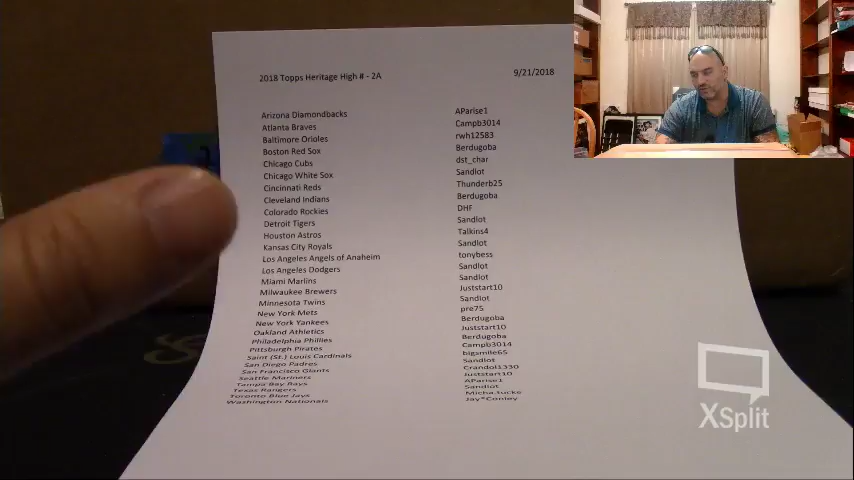 2018 Topps Heritage High # - 2A 9/21/2018
Arizona Diamondbacks AParise1
Atlanta Braves Campb3014
Baltimore Orioles rwh12583
Boston Red Sox Berdugoba
Chicago Cubs dst_char
Chicago White Sox Sandlot
Cincinnati Reds Thunderb25
Cleveland Indians Berdugoba
Colorado Rockies DHF
Detroit Tigers Sandlot
Houston Astros Talkins4
Kansas City Royals Sandlot
Los Angeles Angels of Anaheim tonybess
Los Angeles Dodgers Sandlot
Miami Marlins Sandlot
Milwaukee Brewers Juststart10
Minnesota Twins Sandlot
New York Mets pre75
New York Yankees Berdugoba
Oakland Athletics Juststart10
Philadelphia Phillies Berdugoba
Pittsburgh Pirates Campb3014
Saint (St.) Louis Cardinals bigsmile65
San Diego Padres Sandlot
San Francisco Giants Crandol1330
Seattle Mariners Juststart10
Tampa Bay Rays AParise1
Texas Rangers Sandlot
Toronto Blue Jays Micha.tucke
Washington Nationals Jay*Conley
XSplit